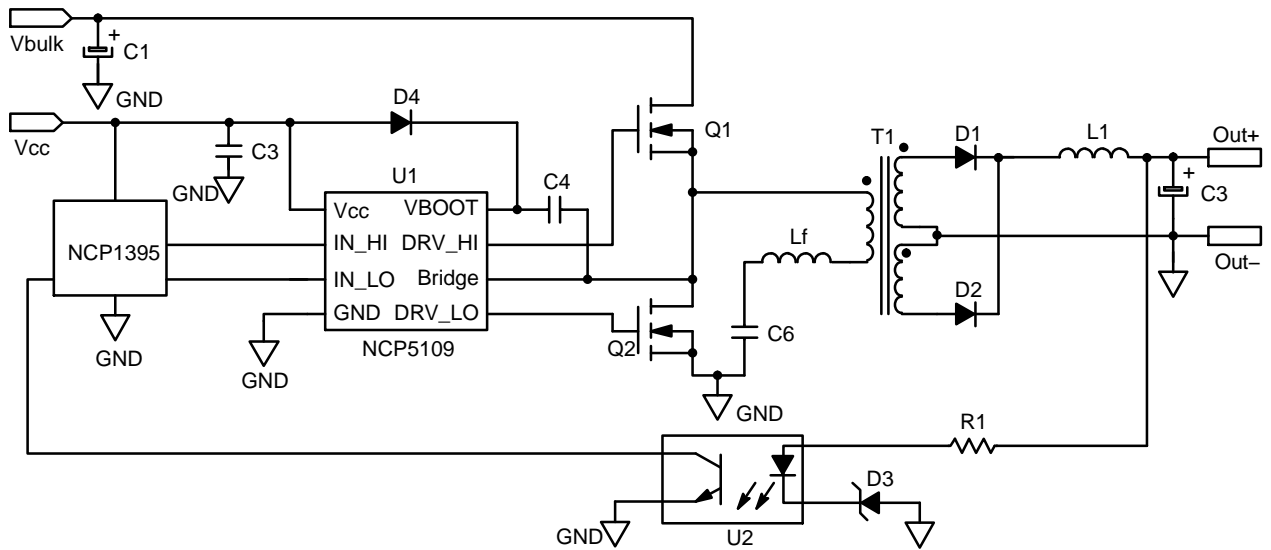 Vbulk
+
C1
GND
Vcc
D4
C3
GND
U1
C4
Q1
T1
D1
L1
Out+
+
C3
Out−
NCP1395
GND
Vcc VBOOT
IN_HI DRV_HI
IN_LO Bridge
GND DRV_LO
NCP5109
GND
Lf
D2
Q2
C6
GND
R1
D3
GND
U2